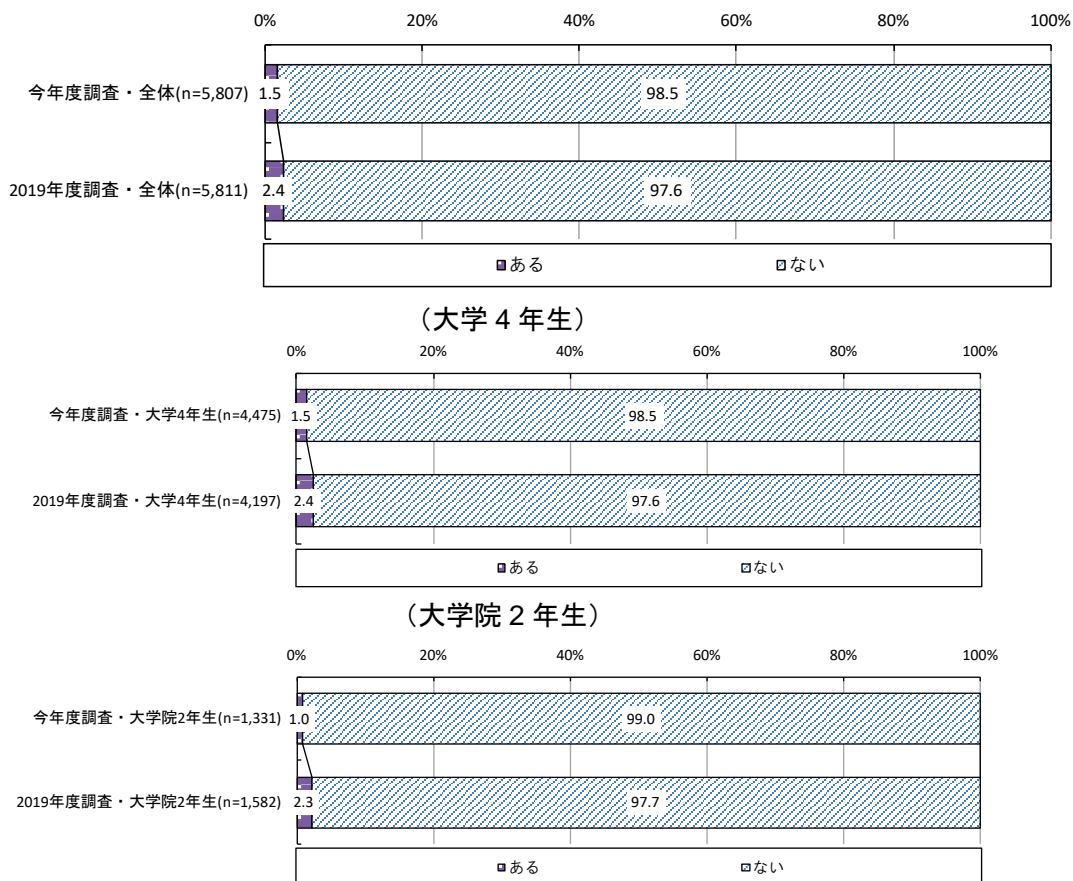 0% 20% 40% 60% 80% 100%
今年度調査・全体(n=5,807) 1.5 98.5
2019年度調査・全体(n=5,811) 2.4 97.6
ある ない
（大学 4 年生）
0% 20% 40% 60% 80% 100%
今年度調査・大学4年生(n=4,475) 1.5 98.5
2019年度調査・大学4年生(n=4,197) 2.4 97.6
ある ない
（大学院 2 年生）
0% 20% 40% 60% 80% 100%
今年度調査・大学院2年生(n=1,331) 1.0 99.0
2019年度調査・大学院2年生(n=1,582) 2.3 97.7
ある ない